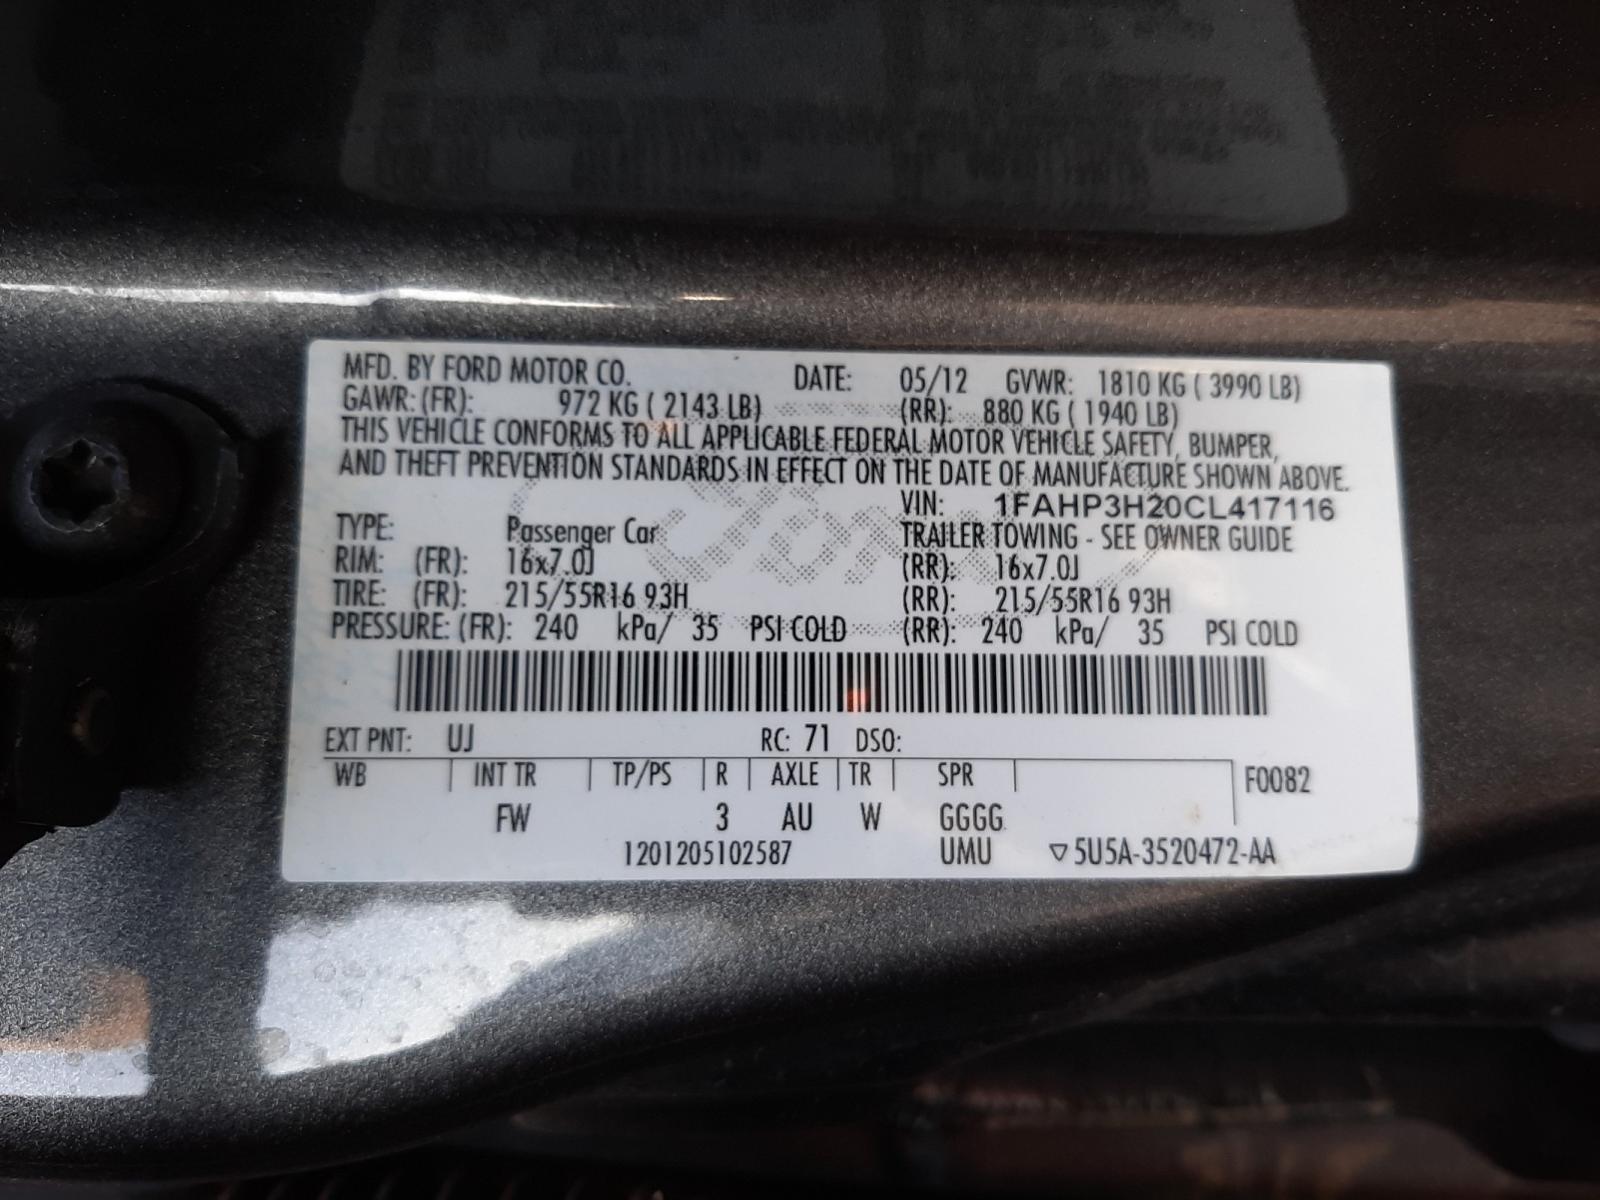 MFD. BY FORD MOTOR CO. DATE: 05/12 GVWR: 1810 KG ( 3990 LB)
GAWR: (FR): 972 KG ( 2143 LB) (RR): 880 KG ( 1940 LB)
THIS VEHICLE CONFORMS TO ALL APPLICABLE FEDERAL MOTOR VEHICLE SAFETY, BUMPER,
AND THEFT PREVENTION STANDARDS IN EFFECT ON THE DATE OF MANUFACTURE SHOWN ABOVE.
VIN: 1FAHP3H20CL417116
TYPE: Passenger Car TRAILER TOWING - SEE OWNER GUIDE
RIM: (FR): 16x7.0J (RR): 16x7.0J
TIRE: (FR): 215/55R16 93H (RR): 215/55R16 93H
PRESSURE: (FR): 240 kPa/ 35 PSI COLD (RR): 240 kPa/ 35 PSI COLD
EXT PNT: UJ RC: 71 DSO:
WB INT TR TP/PS R AXLE TR SPR F0082
FW 3 AU W GGGG
1201205102587 UMU ▽5U5A-3520472-AA
Ford